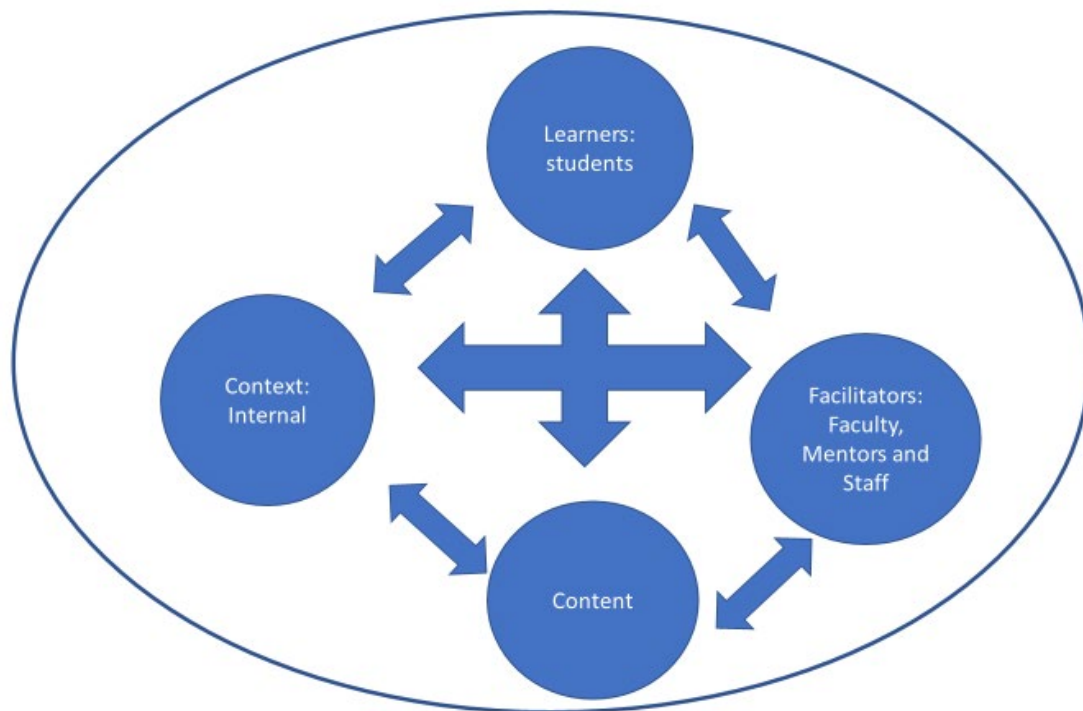 Learners:
students
Context:
Internal
Facilitators:
Faculty,
Mentors and
Staff
Content